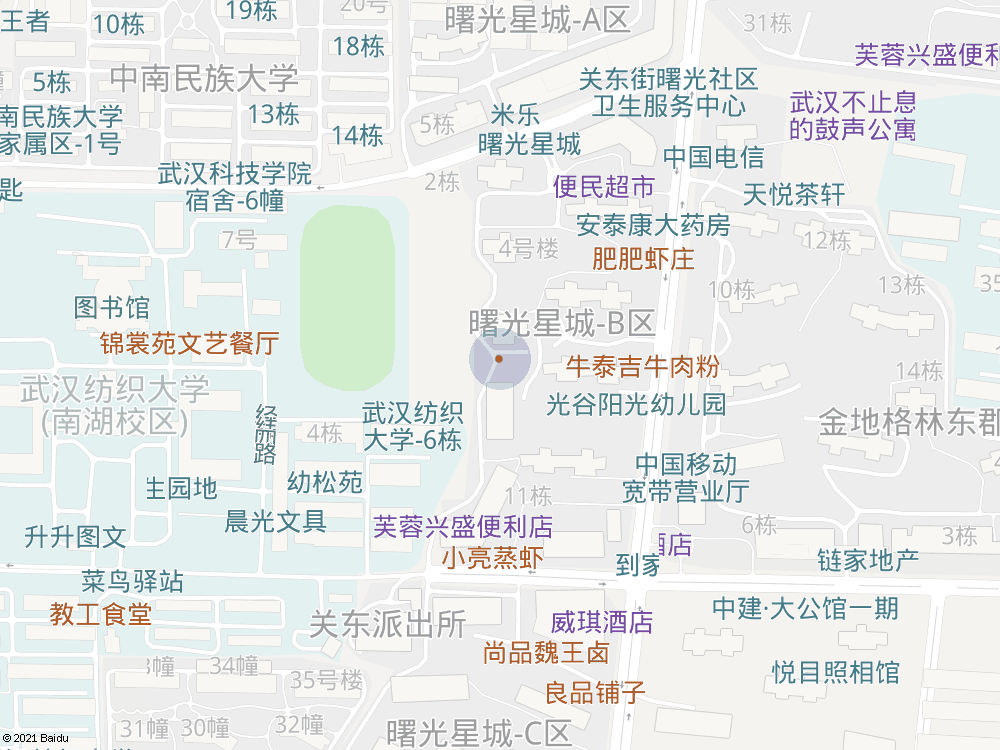 王者
10栋
19栋
20号
曙光星城-A区
31栋
18栋
芙蓉兴盛便利
5栋
中南民族大学
关东街曙光社区
卫生服务中心
南民族大学
家属区-1号
13栋
14栋
5栋
米乐
曙光星城
武汉不止息
的鼓声公寓
中国电信
武汉科技学院
宿舍-6幢
2栋
便民超市
天悦茶轩
匙
7号
4号楼
安泰康大药房
12栋
肥肥虾庄
10栋
13栋
35
图书馆
曙光星城-B区
锦裳苑文艺餐厅
牛泰吉牛肉粉
14栋
武汉纺织大学
(南湖校区)
经纬路
4栋
武汉纺织
大学-6栋
光谷阳光幼儿园
金地格林东郡
中国移动
宽带营业厅
幼松苑
生园地
11栋
晨光文具
芙蓉兴盛便利店
6栋
3栋
升升图文
小亮蒸虾
酒店
到家
链家地产
菜鸟驿站
教工食堂
关东派出所
威琪酒店
中建·大公馆一期
尚品魏王卤
34幢
35号楼
悦目照相馆
良品铺子
31幢
30幢
32幢
曙光星城-C区
© 2021 Baidu